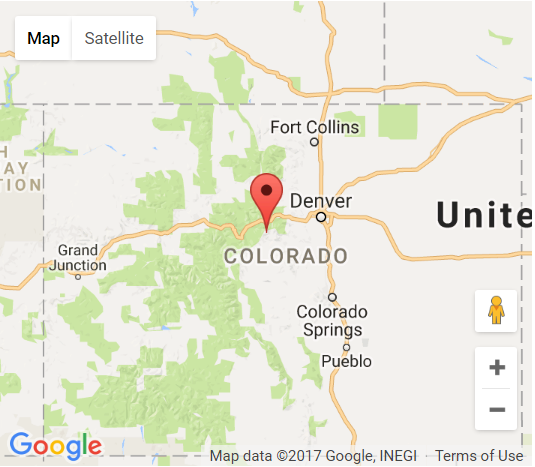 Map Satellite
Fort Collins
H
AY
TION
Denver
Unite
Grand
Junction
COLORADO
Colorado
Springs
Pueblo
+
−
Google
Map data ©2017 Google, INEGI
Terms of Use